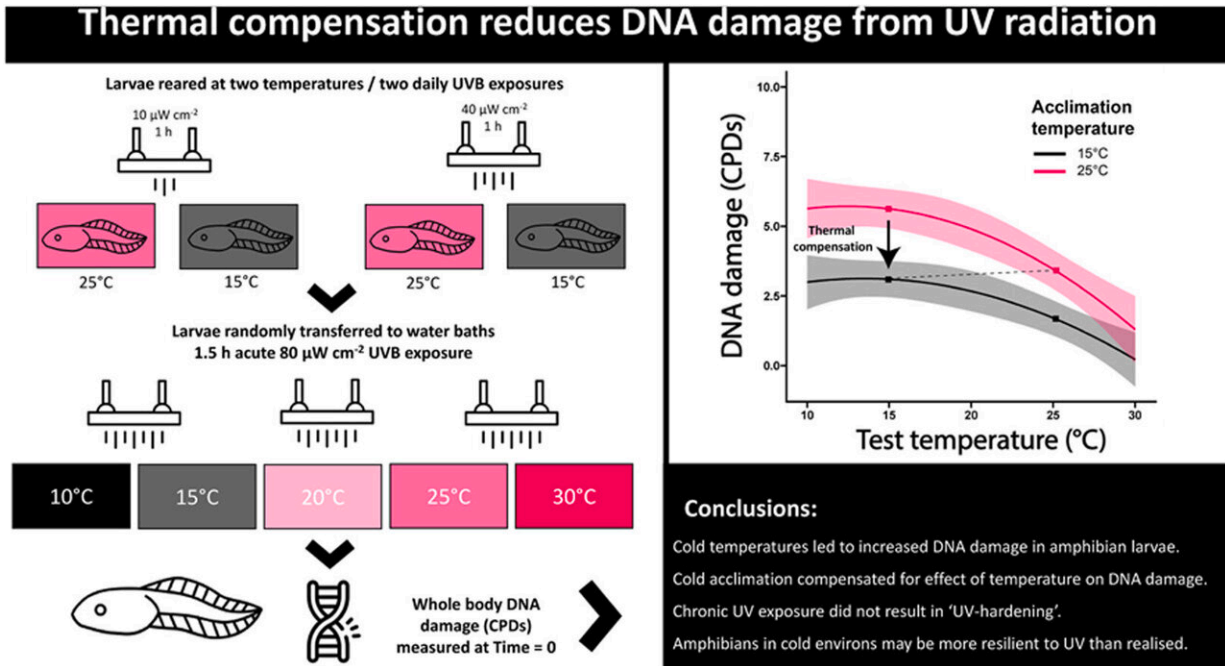 Thermal compensation reduces DNA damage from UV radiation
Larvae reared at two temperatures / two daily UVB exposures
10 µW cm⁻²
1 h
40 µW cm⁻²
1 h
25°C
15°C
25°C
15°C
Larvae randomly transferred to water baths
1.5 h acute 80 µW cm⁻² UVB exposure
10°C
15°C
20°C
25°C
30°C
Whole body DNA
damage (CPDs)
measured at Time = 0
DNA damage (CPDs)
10.0
7.5
5.0
2.5
0.0
Acclimation
temperature
15°C
25°C
Thermal
compensation
10
15
20
25
30
Test temperature (°C)
Conclusions:
Cold temperatures led to increased DNA damage in amphibian larvae.
Cold acclimation compensated for effect of temperature on DNA damage.
Chronic UV exposure did not result in ‘UV-hardening’.
Amphibians in cold environs may be more resilient to UV than realised.